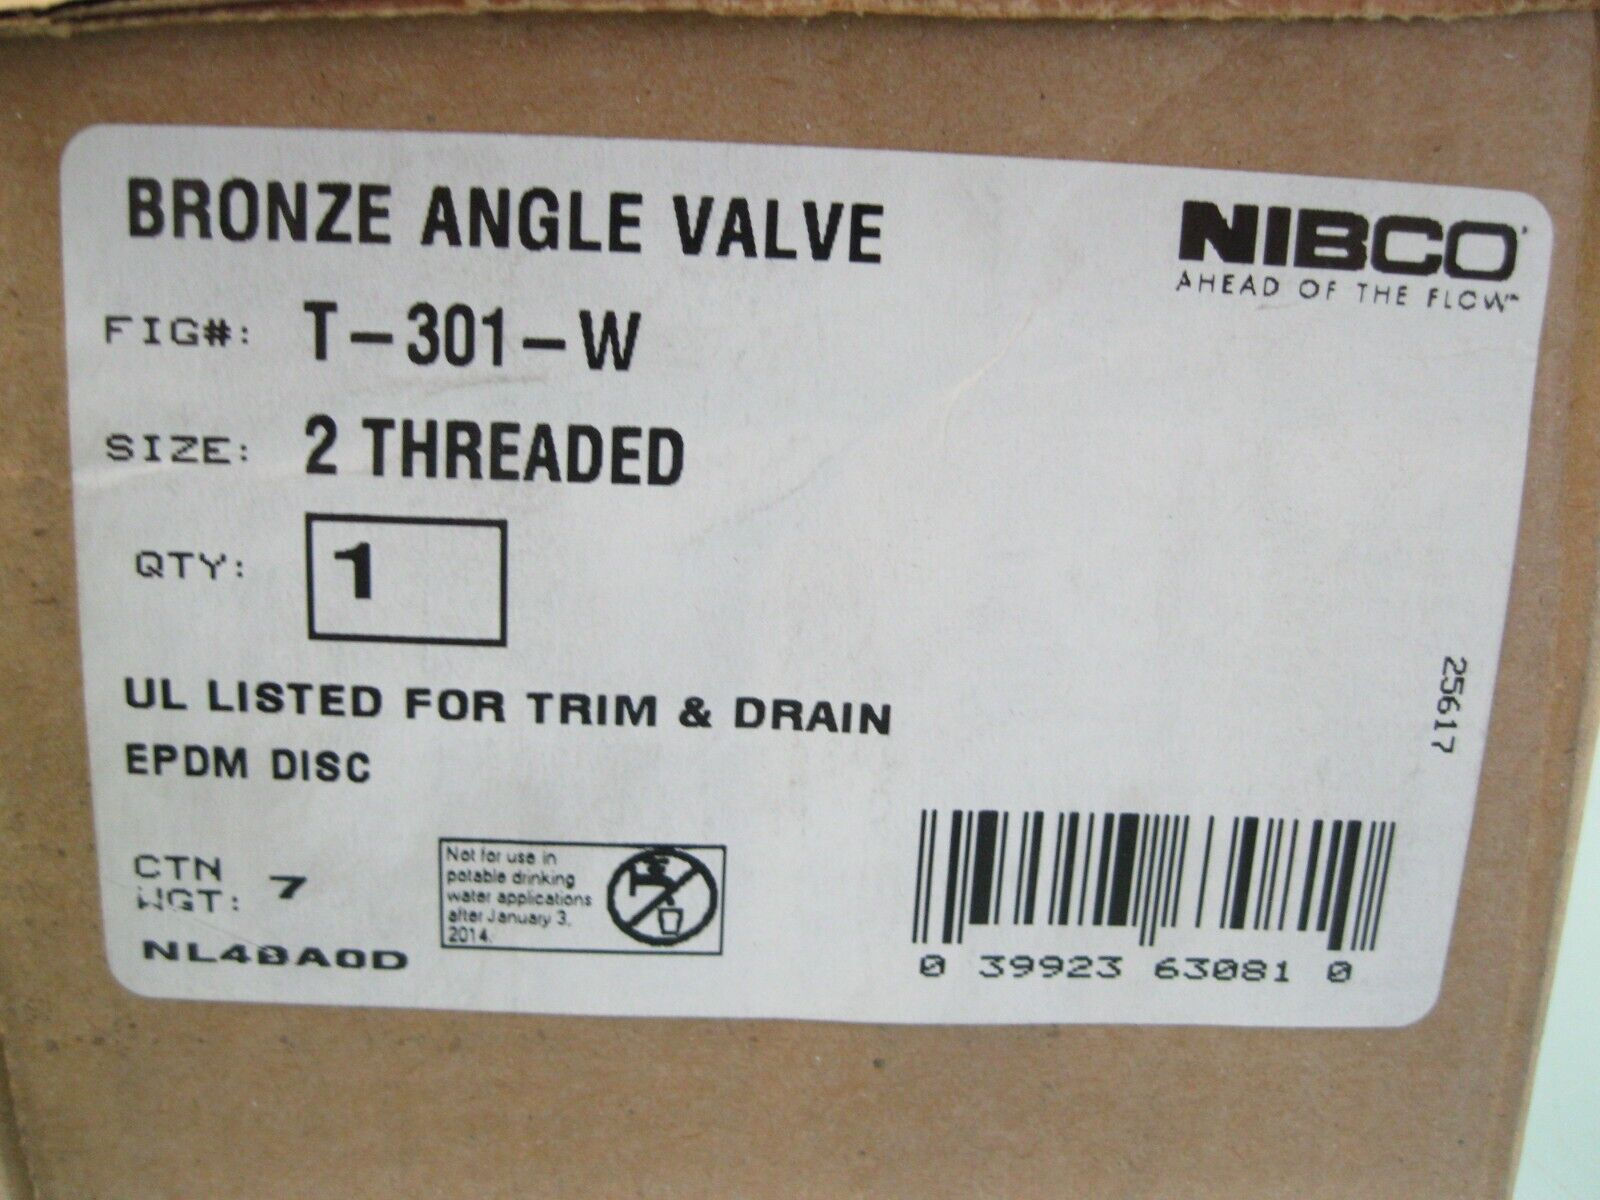 BRONZE ANGLE VALVE
NIBCO
AHEAD OF THE FLOW™
FIG#: T-301-W
SIZE: 2 THREADED
QTY: 1
UL LISTED FOR TRIM & DRAIN
EPDM DISC
25617
CTN
WGT: 7
NL40A0D
Not for use in
potable drinking
water applications
after January 3,
2014.
0 39923 63081 0